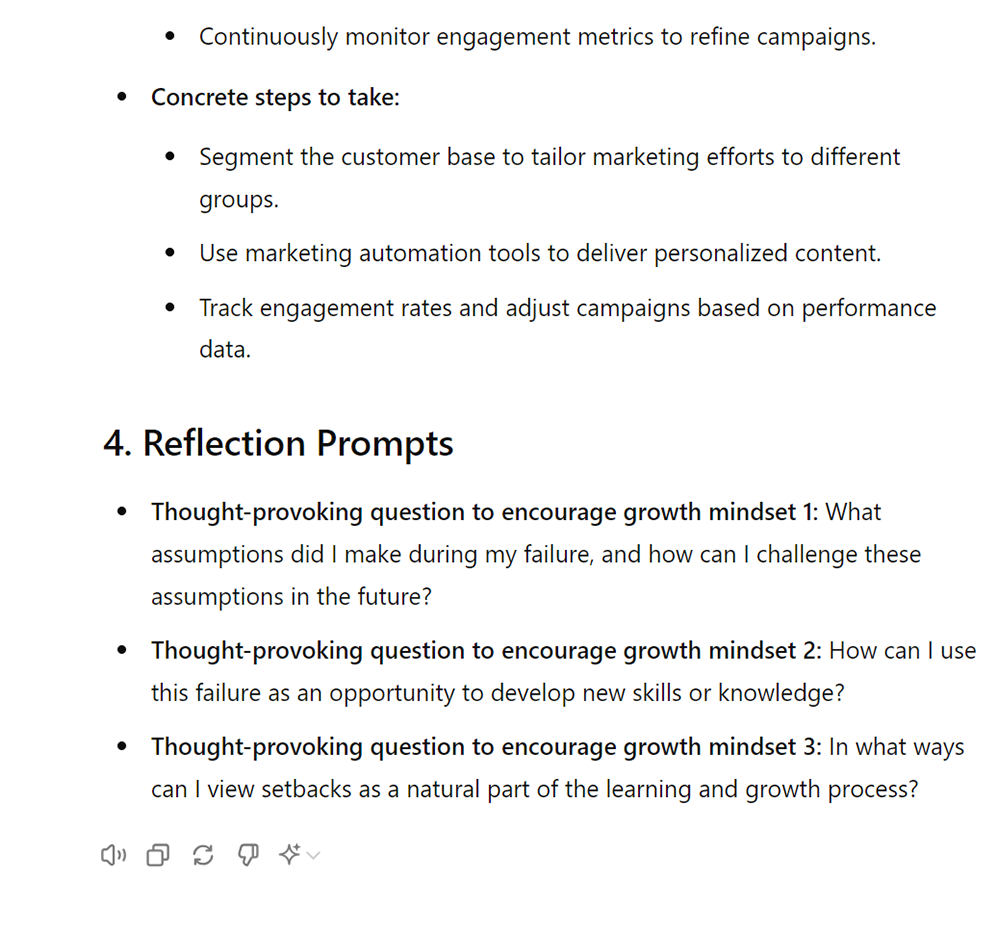 Continuously monitor engagement metrics to refine campaigns.
Concrete steps to take:
Segment the customer base to tailor marketing efforts to different
groups.
Use marketing automation tools to deliver personalized content.
Track engagement rates and adjust campaigns based on performance
data.
4. Reflection Prompts
Thought-provoking question to encourage growth mindset 1: What
assumptions did I make during my failure, and how can I challenge these
assumptions in the future?
Thought-provoking question to encourage growth mindset 2: How can I use
this failure as an opportunity to develop new skills or knowledge?
Thought-provoking question to encourage growth mindset 3: In what ways
can I view setbacks as a natural part of the learning and growth process?